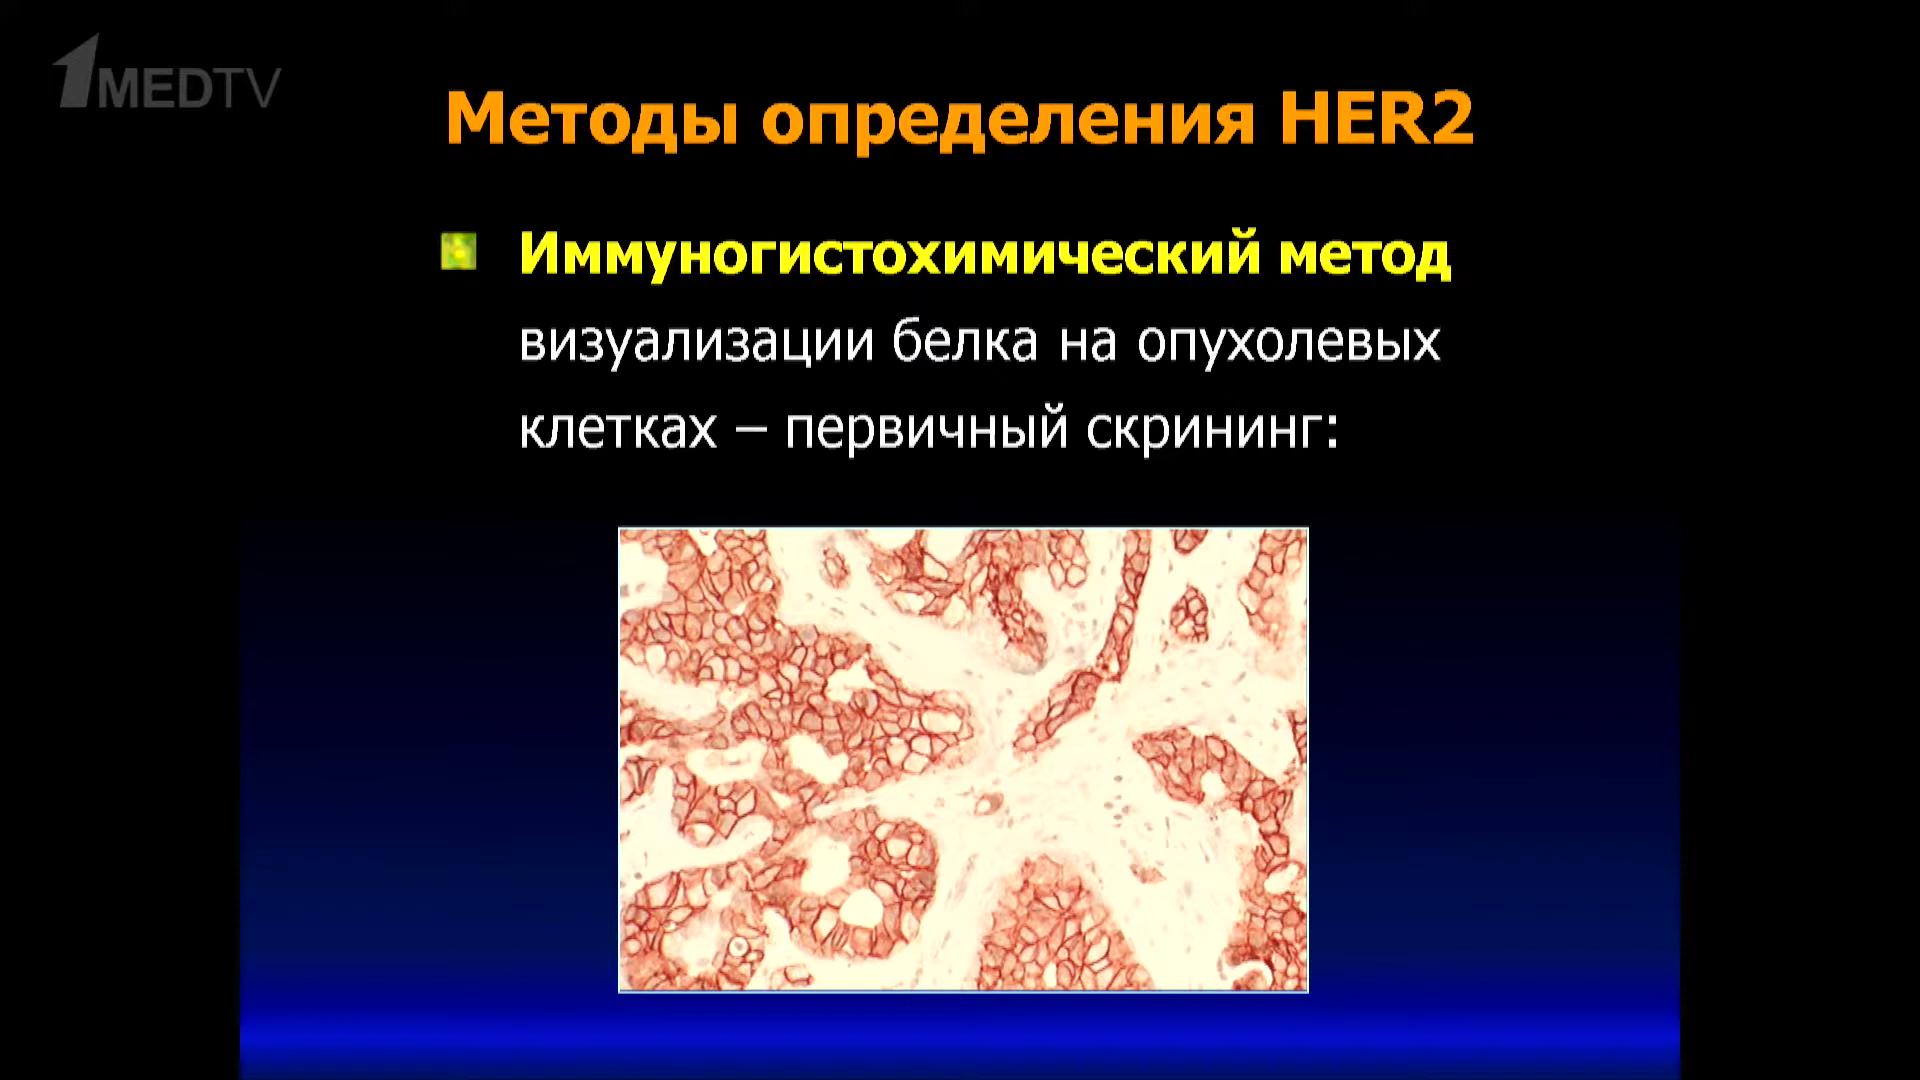 1MEDTV
Методы определения HER2
Иммуногистохимический метод
визуализации белка на опухолевых
клетках – первичный скрининг: